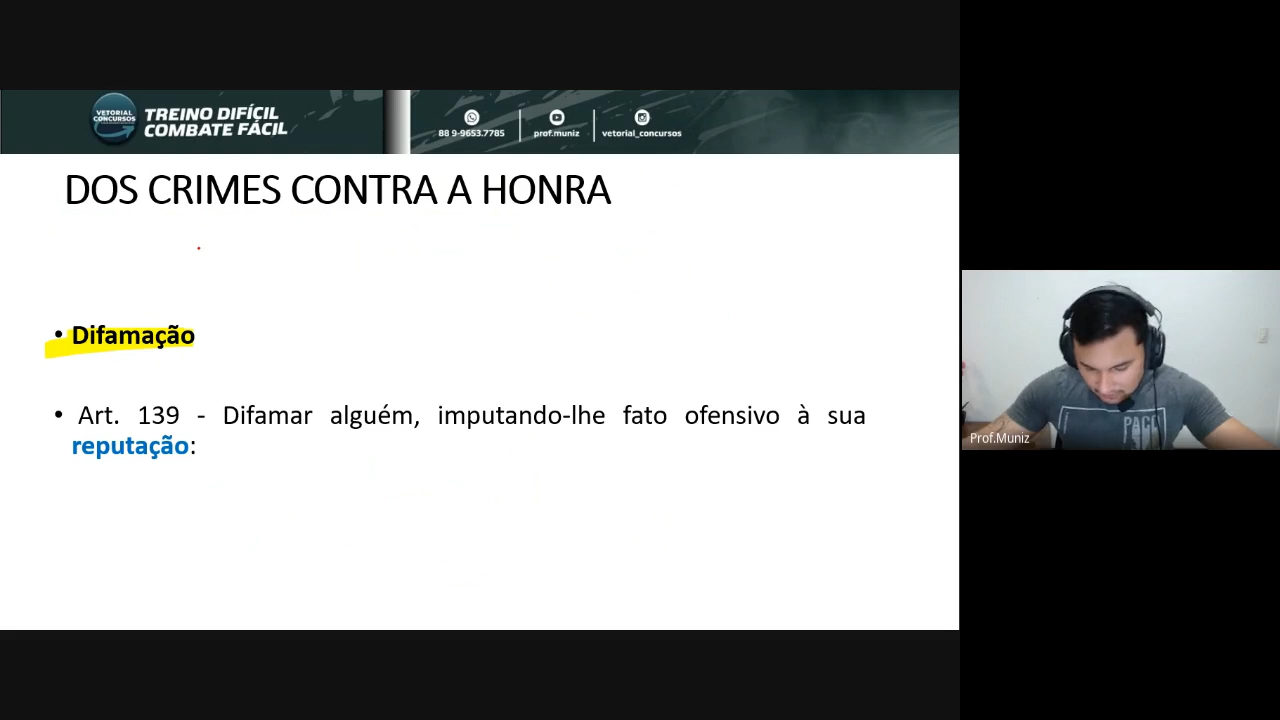 VETORIAL
CONCURSOS
TREINO DIFÍCIL
COMBATE FÁCIL
88 9-9653.7785
prof.muniz
vetorial_concursos
DOS CRIMES CONTRA A HONRA
• Difamação
• Art. 139 - Difamar alguém, imputando-lhe fato ofensivo à sua
reputação:
PACC
Prof.Muniz